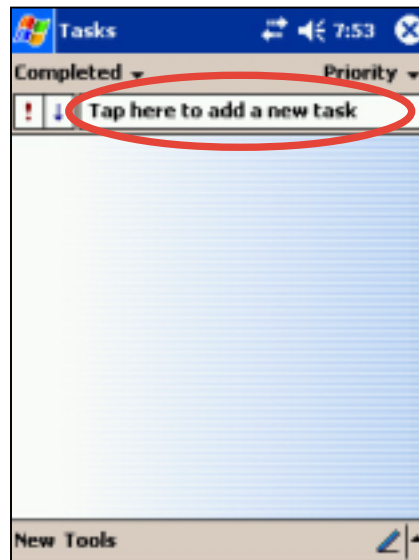 Tasks 7:53
Completed Priority
! ↓ Tap here to add a new task
New Tools